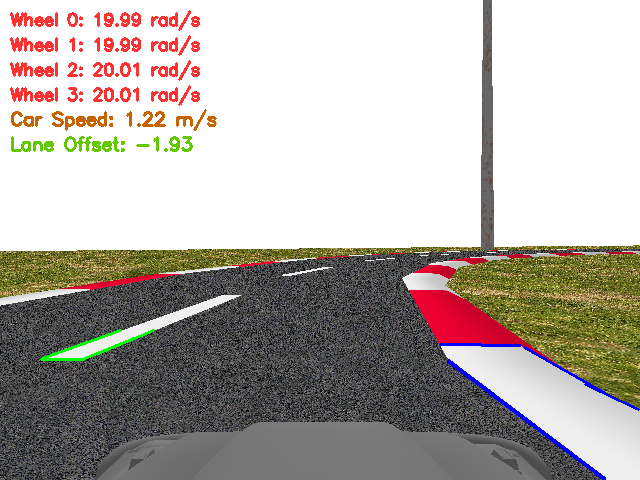 Wheel 0: 19.99 rad/s
Wheel 1: 19.99 rad/s
Wheel 2: 20.01 rad/s
Wheel 3: 20.01 rad/s
Car Speed: 1.22 m/s
Lane Offset: -1.93